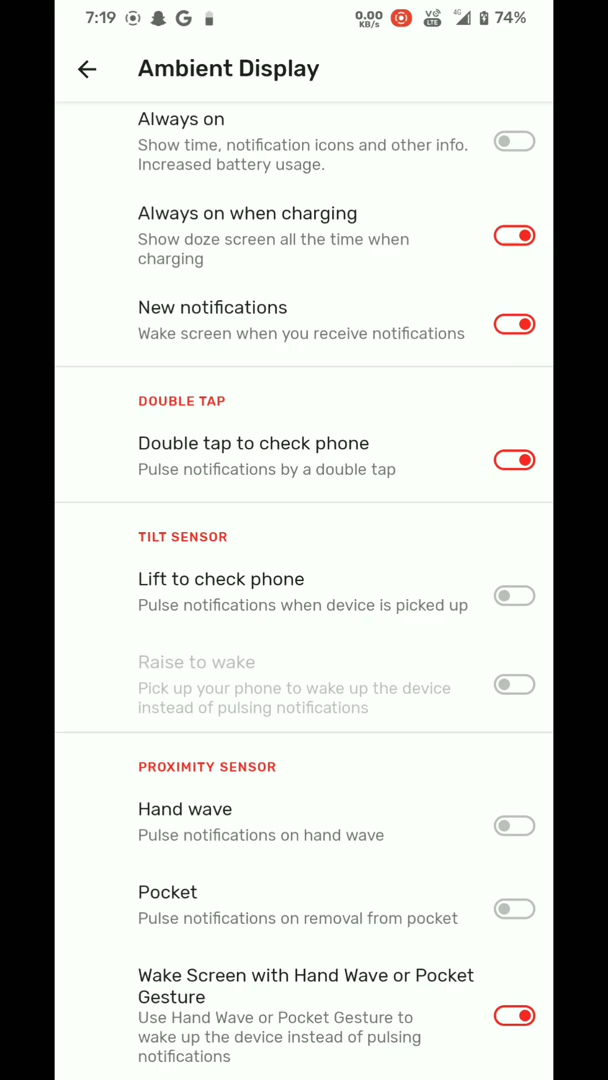 7:19 0.00 KB/s Vo LTE 4G 74%
Ambient Display
Always on
Show time, notification icons and other info.
Increased battery usage.
Always on when charging
Show doze screen all the time when
charging
New notifications
Wake screen when you receive notifications
DOUBLE TAP
Double tap to check phone
Pulse notifications by a double tap
TILT SENSOR
Lift to check phone
Pulse notifications when device is picked up
Raise to wake
Pick up your phone to wake up the device
instead of pulsing notifications
PROXIMITY SENSOR
Hand wave
Pulse notifications on hand wave
Pocket
Pulse notifications on removal from pocket
Wake Screen with Hand Wave or Pocket
Gesture
Use Hand Wave or Pocket Gesture to
wake up the device instead of pulsing
notifications